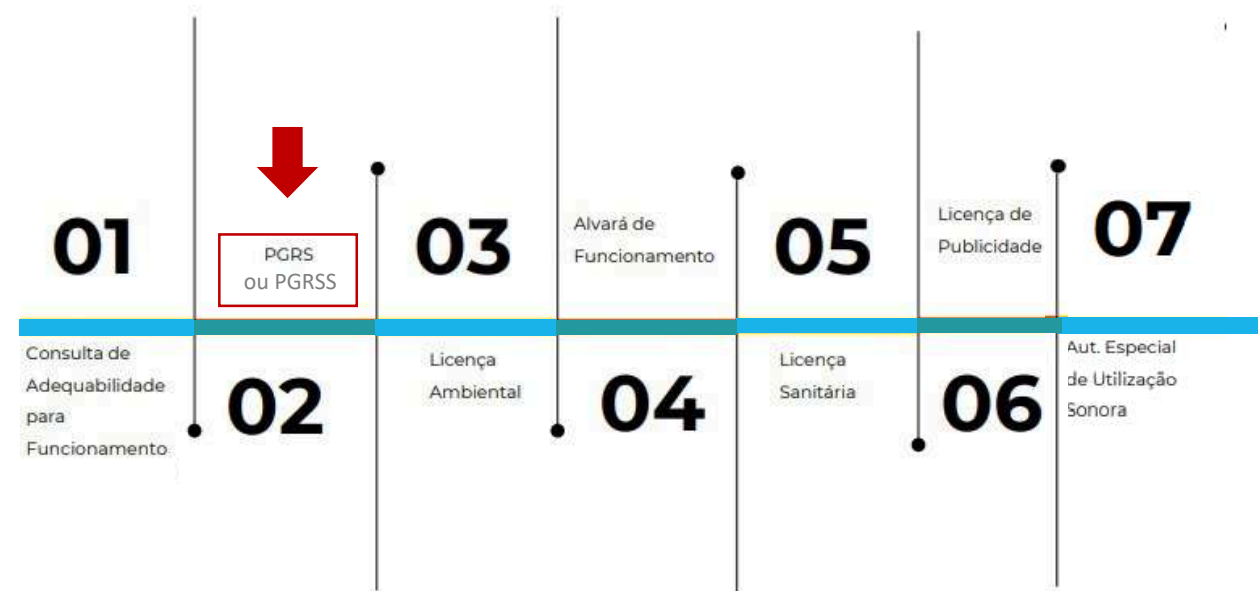 01
Consulta de
Adequabilidade
para
Funcionamento
PGRS
ou PGRSS
02
03
Licença
Ambiental
Alvará de
Funcionamento
04
05
Licença
Sanitária
Licença de
Publicidade
06
07
Aut. Especial
de Utilização
Sonora